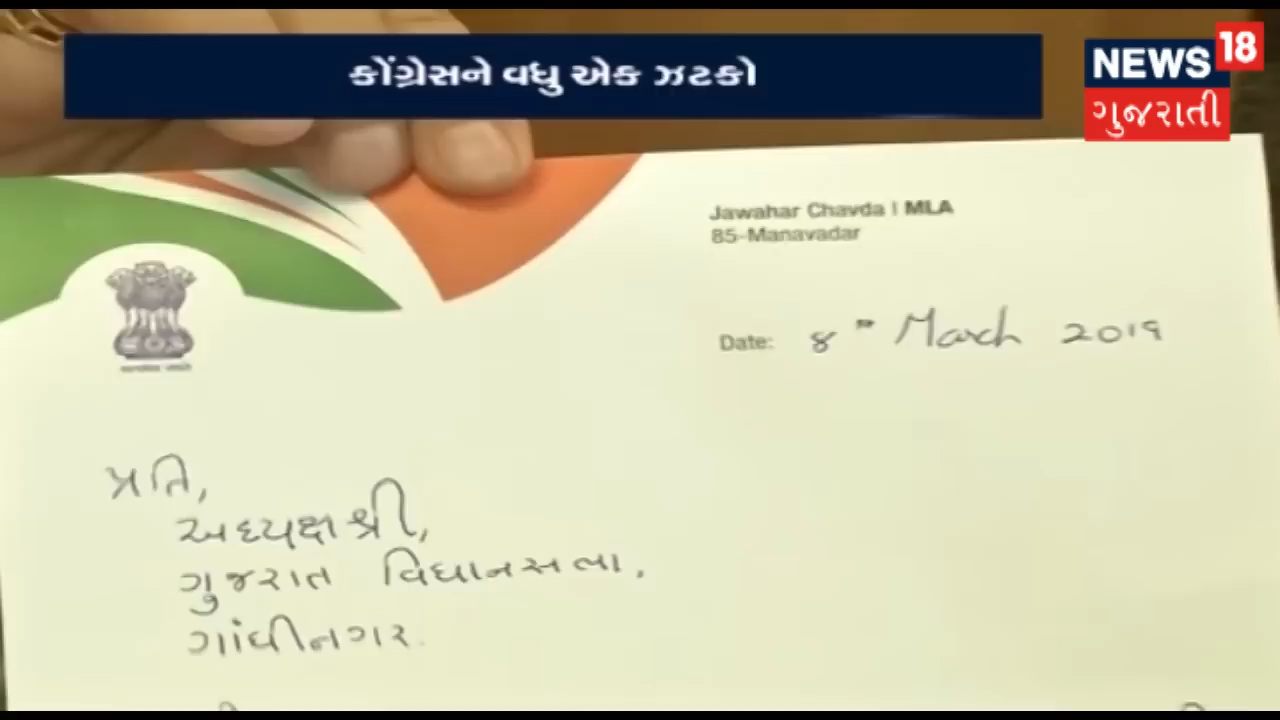 કોંગ્રેસને વધુ એક ઝટકો
NEWS 18
ગુજરાતી
Jawahar Chavda | MLA
85-Manavadar
Date: 8th March 2019
પ્રતિ,
અધ્યક્ષશ્રી,
ગુજરાત વિધાનસભા,
ગાંધીનગર.